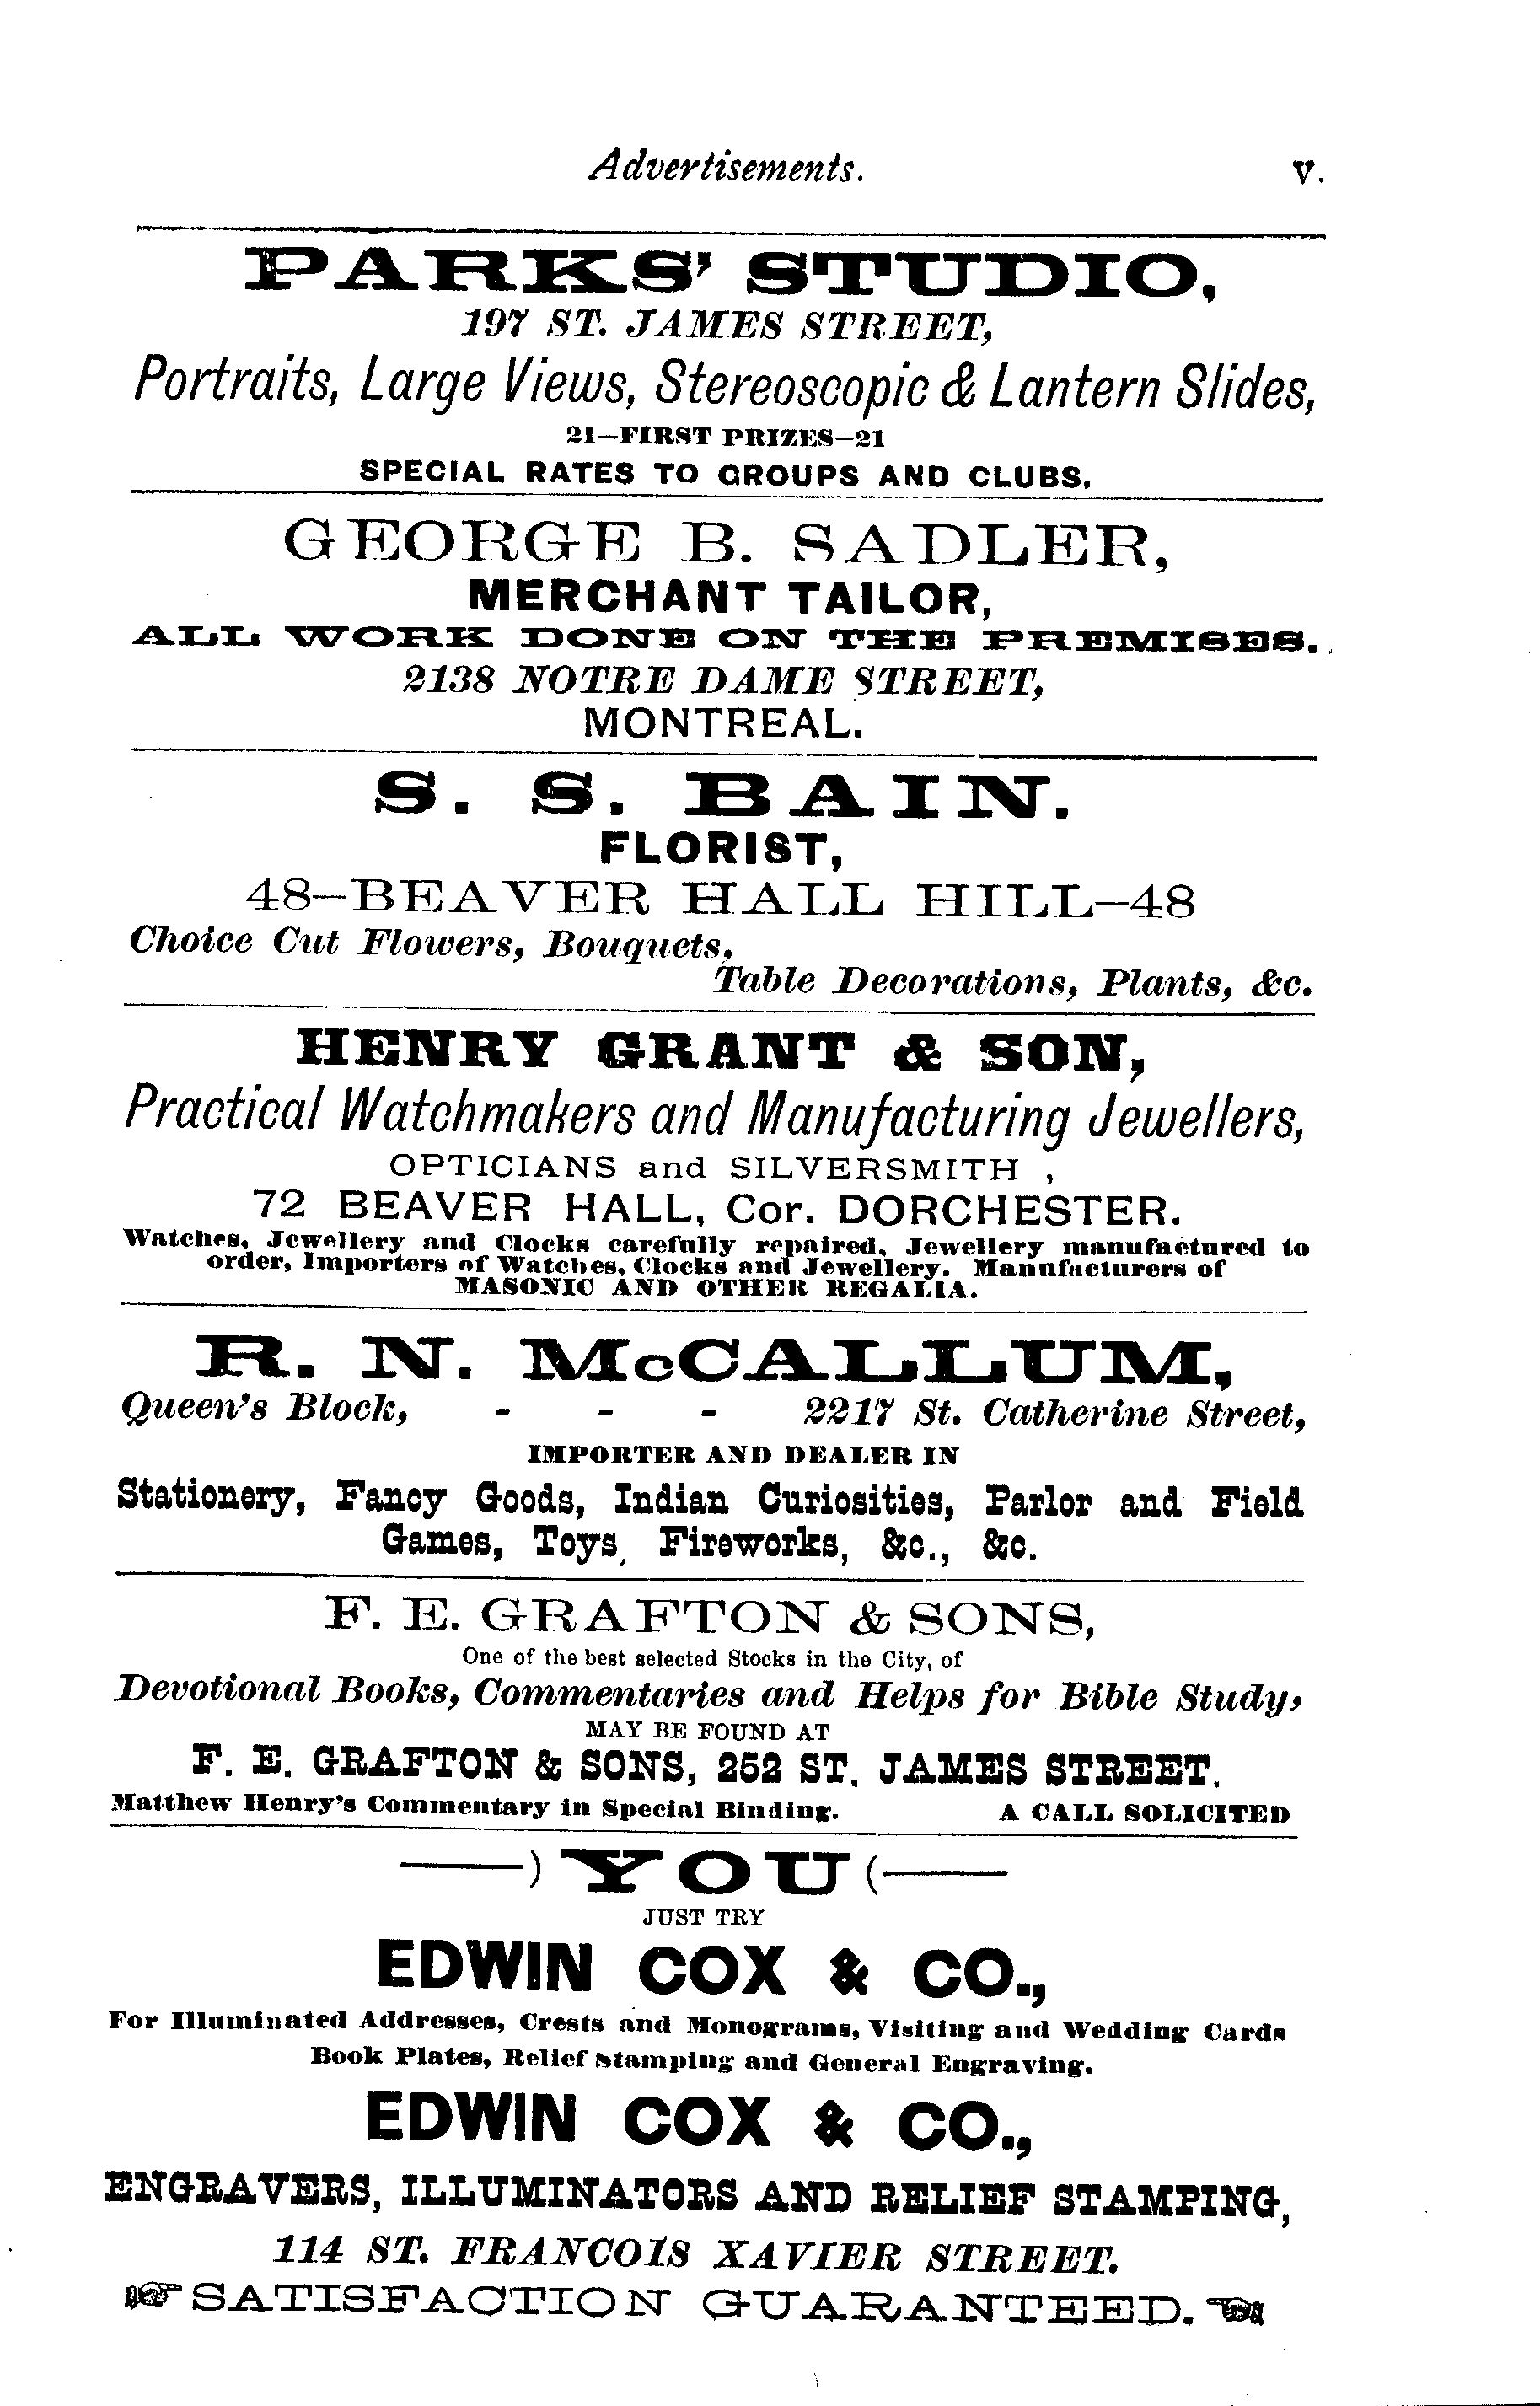 Advertisements. v.
PARKS' STUDIO,
197 ST. JAMES STREET,
Portraits, Large Views, Stereoscopic & Lantern Slides,
21—FIRST PRIZES—21
SPECIAL RATES TO GROUPS AND CLUBS.
GEORGE B. SADLER,
MERCHANT TAILOR,
ALL WORK DONE ON THE PREMISES.
2138 NOTRE DAME STREET,
MONTREAL.
S. S. BAIN.
FLORIST,
48—BEAVER HALL HILL—48
Choice Cut Flowers, Bouquets,
Table Decorations, Plants, &c.
HENRY GRANT & SON,
Practical Watchmakers and Manufacturing Jewellers,
OPTICIANS and SILVERSMITH ,
72 BEAVER HALL, Cor. DORCHESTER.
Watches, Jewellery and Clocks carefully repaired. Jewellery manufactured to
order, Importers of Watches, Clocks and Jewellery. Manufacturers of
MASONIC AND OTHER REGALIA.
R. N. McCALLUM,
Queen's Block, - - - 2217 St. Catherine Street,
IMPORTER AND DEALER IN
Stationery, Fancy Goods, Indian Curiosities, Parlor and Field
Games, Toys, Fireworks, &c., &c.
F. E. GRAFTON & SONS,
One of the best selected Stocks in the City, of
Devotional Books, Commentaries and Helps for Bible Study,
MAY BE FOUND AT
F. E. GRAFTON & SONS, 252 ST. JAMES STREET.
Matthew Henry's Commentary in Special Binding. A CALL SOLICITED
——) YOU (——
JUST TRY
EDWIN COX & CO.,
For Illuminated Addresses, Crests and Monograms, Visiting and Wedding Cards
Book Plates, Relief Stamping and General Engraving.
EDWIN COX & CO.,
ENGRAVERS, ILLUMINATORS AND RELIEF STAMPING,
114 ST. FRANCOIS XAVIER STREET.
☞ SATISFACTION GUARANTEED. ☜